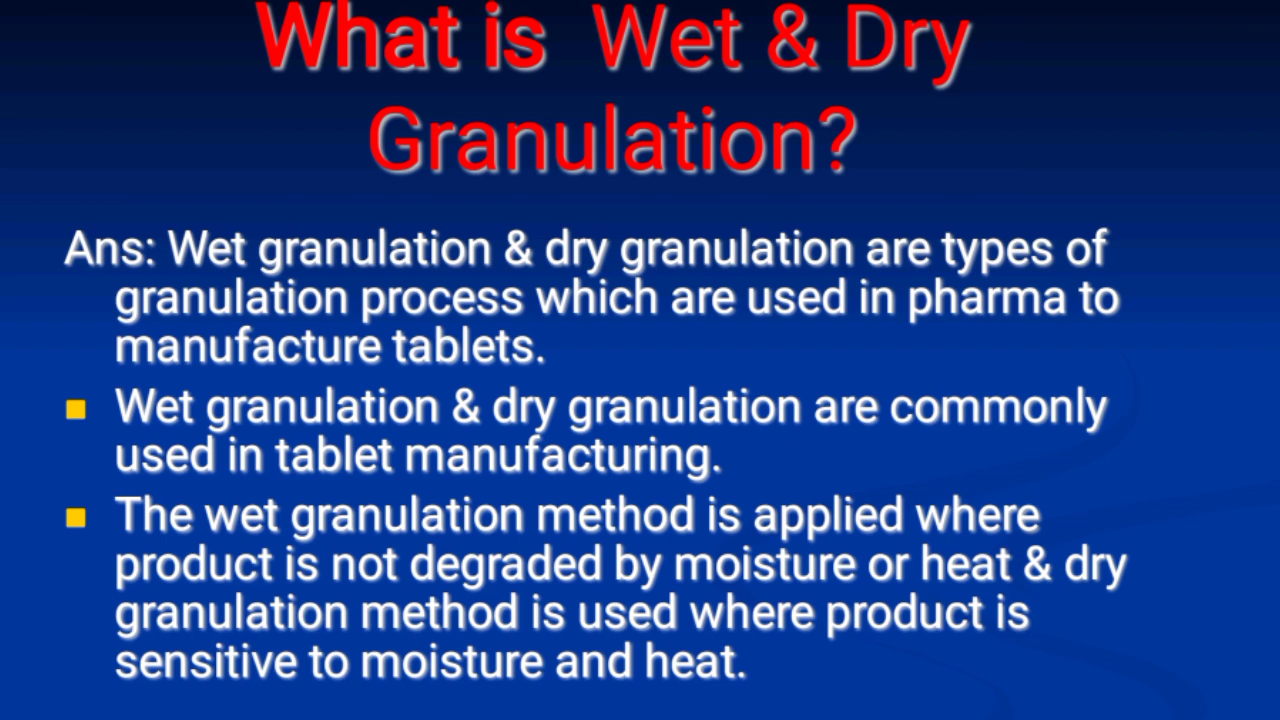 What is Wet & Dry
Granulation?
Ans: Wet granulation & dry granulation are types of
granulation process which are used in pharma to
manufacture tablets.
Wet granulation & dry granulation are commonly
used in tablet manufacturing.
The wet granulation method is applied where
product is not degraded by moisture or heat & dry
granulation method is used where product is
sensitive to moisture and heat.